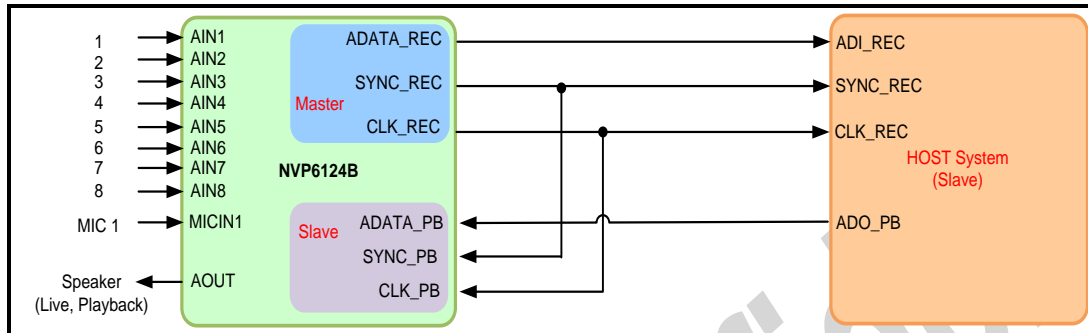 1 AIN1 ADATA_REC ADI_REC
2 AIN2
3 AIN3 SYNC_REC SYNC_REC
4 AIN4 Master
5 AIN5 CLK_REC CLK_REC
6 AIN6 HOST System
7 AIN7 NVP6124B (Slave)
8 AIN8
MIC 1 MICIN1 Slave ADATA_PB ADO_PB
SYNC_PB
Speaker AOUT CLK_PB
(Live, Playback)